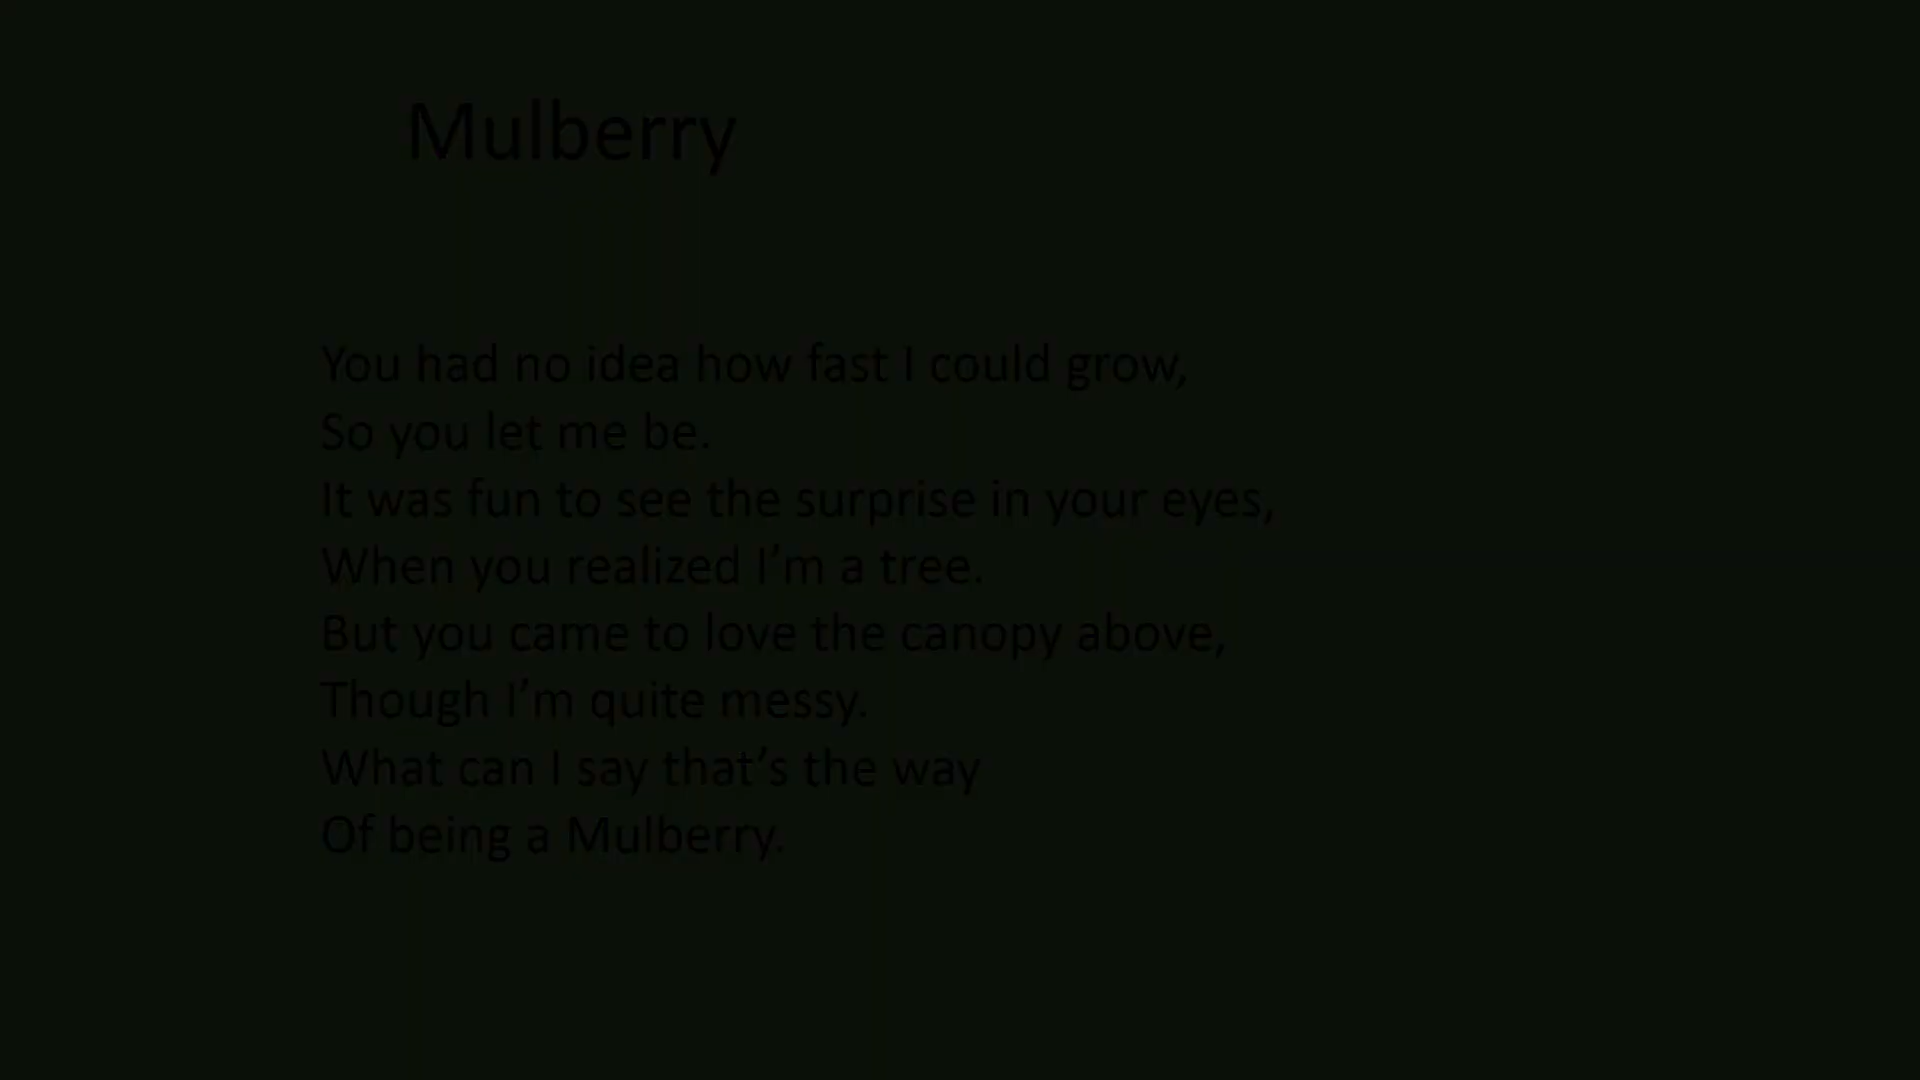 Mulberry
You had no idea how fast I could grow,
So you let me be.
It was fun to see the surprise in your eyes,
When you realized I’m a tree.
But you came to love the canopy above,
Though I’m quite messy.
What can I say that’s the way
Of being a Mulberry.